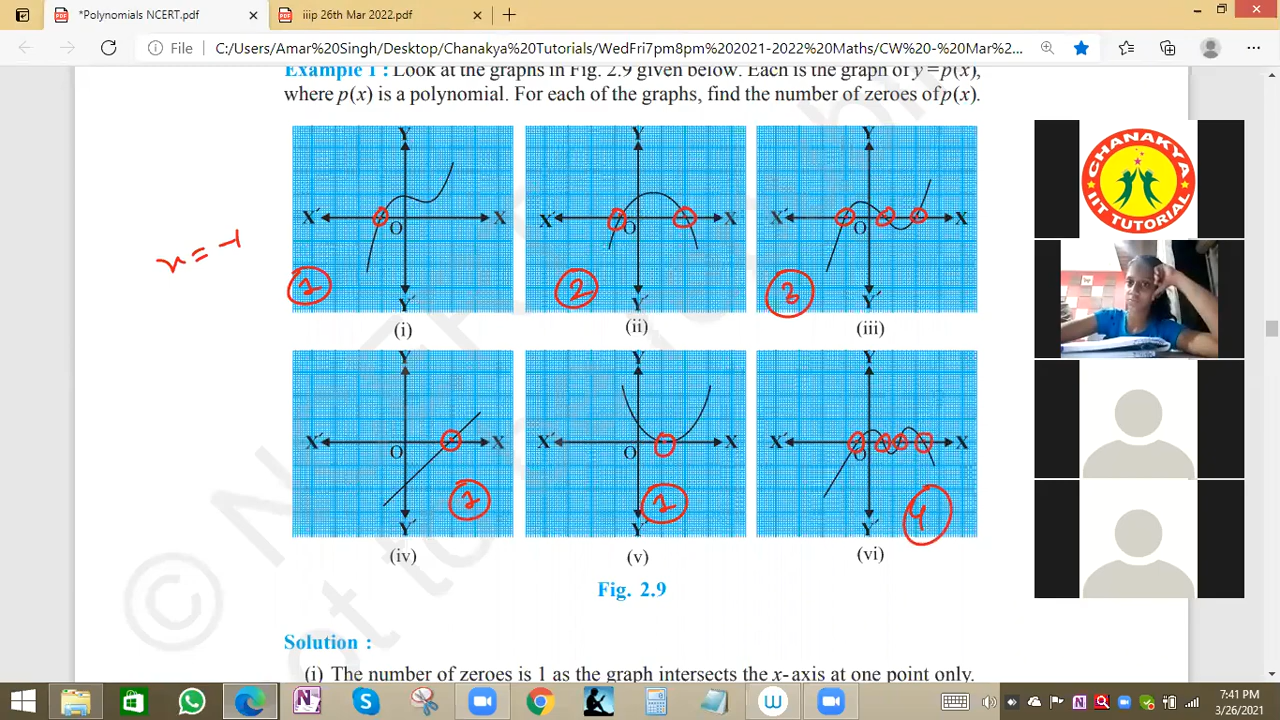 *Polynomials NCERT.pdf
iiip 26th Mar 2022.pdf
File
C:/Users/Amar%20Singh/Desktop/Chanakya%20Tutorials/WedFri7pm8pm%202021-2022%20Maths/CW%20-%20Mar%2...
Example 1 : Look at the graphs in Fig. 2.9 given below. Each is the graph of y = p(x),
where p(x) is a polynomial. For each of the graphs, find the number of zeroes of p(x).
Y Y Y
X′ O X X′ O X X′ O X
x = -1
1 2 3
Y′ Y′ Y′
(i) (ii) (iii)
Y Y Y
X′ O X X′ O X X′ O X
1 1 4
Y′ Y′ Y′
(iv) (v) (vi)
Fig. 2.9
Solution :
(i) The number of zeroes is 1 as the graph intersects the x-axis at one point only.
CHANAKYA
IIT TUTORIAL
7:41 PM
3/26/2021